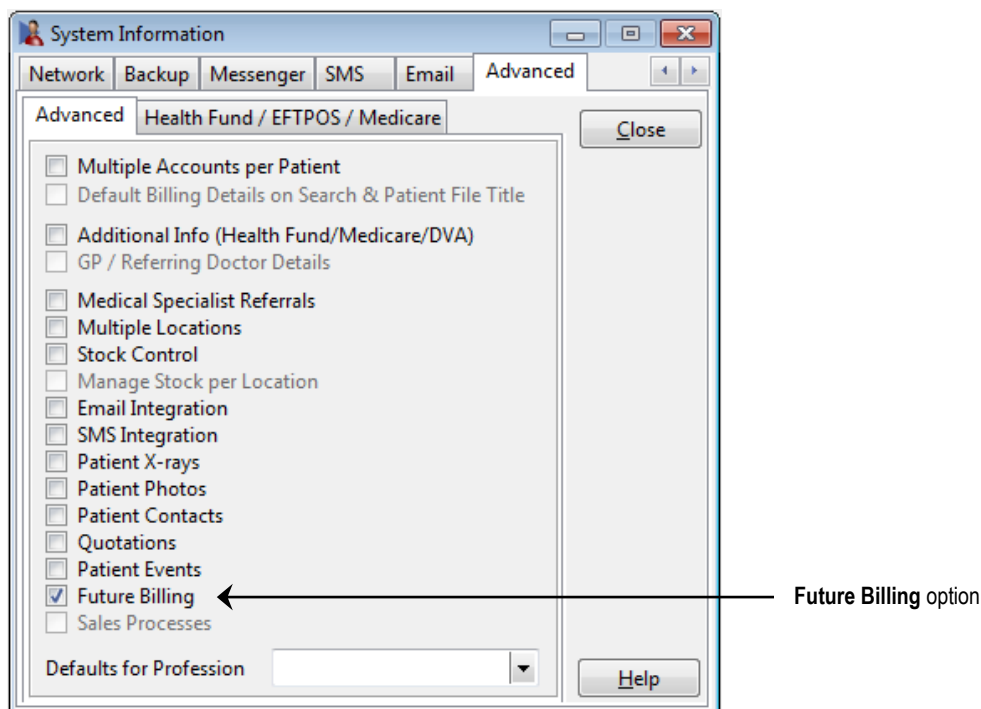 System Information
Network Backup Messenger SMS Email Advanced
Advanced Health Fund / EFTPOS / Medicare
Close
Multiple Accounts per Patient
Default Billing Details on Search & Patient File Title
Additional Info (Health Fund/Medicare/DVA)
GP / Referring Doctor Details
Medical Specialist Referrals
Multiple Locations
Stock Control
Manage Stock per Location
Email Integration
SMS Integration
Patient X-rays
Patient Photos
Patient Contacts
Quotations
Patient Events
Future Billing
Future Billing option
Sales Processes
Defaults for Profession
Help